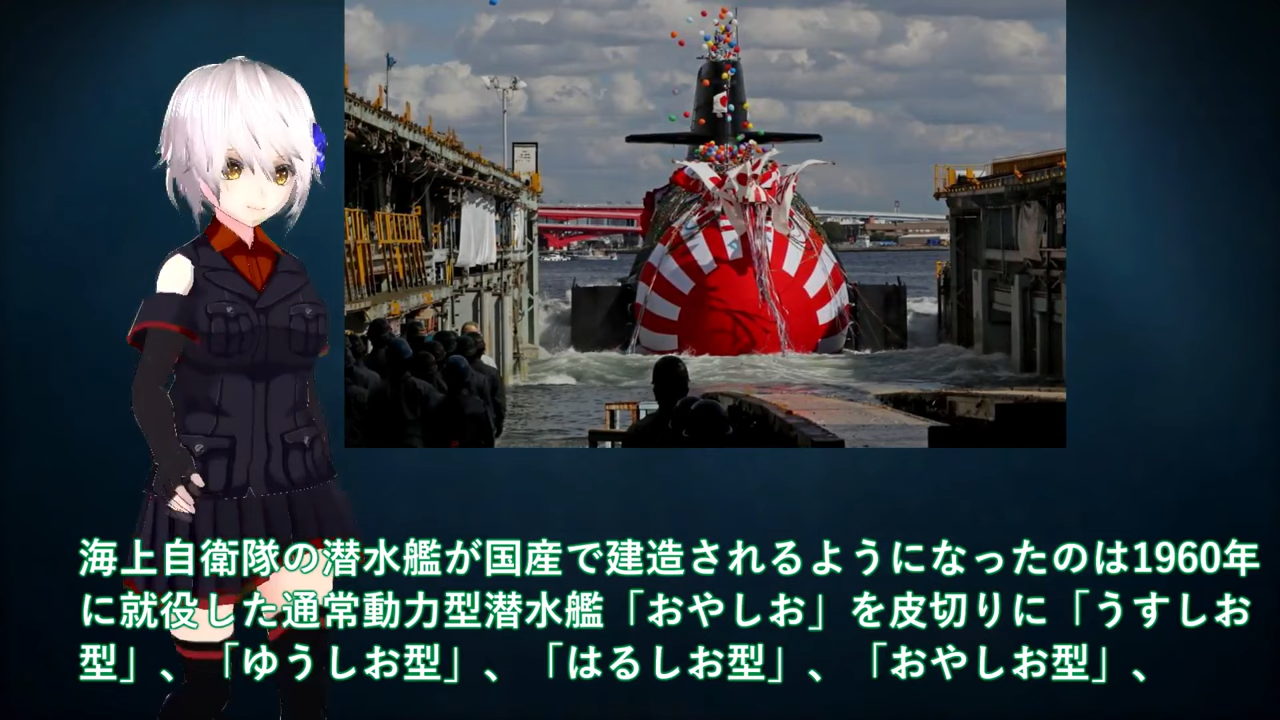 海上自衛隊の潜水艦が国産で建造されるようになったのは1960年
に就役した通常動力型潜水艦「おやしお」を皮切りに「うすしお
型」、「ゆうしお型」、「はるしお型」、「おやしお型」、